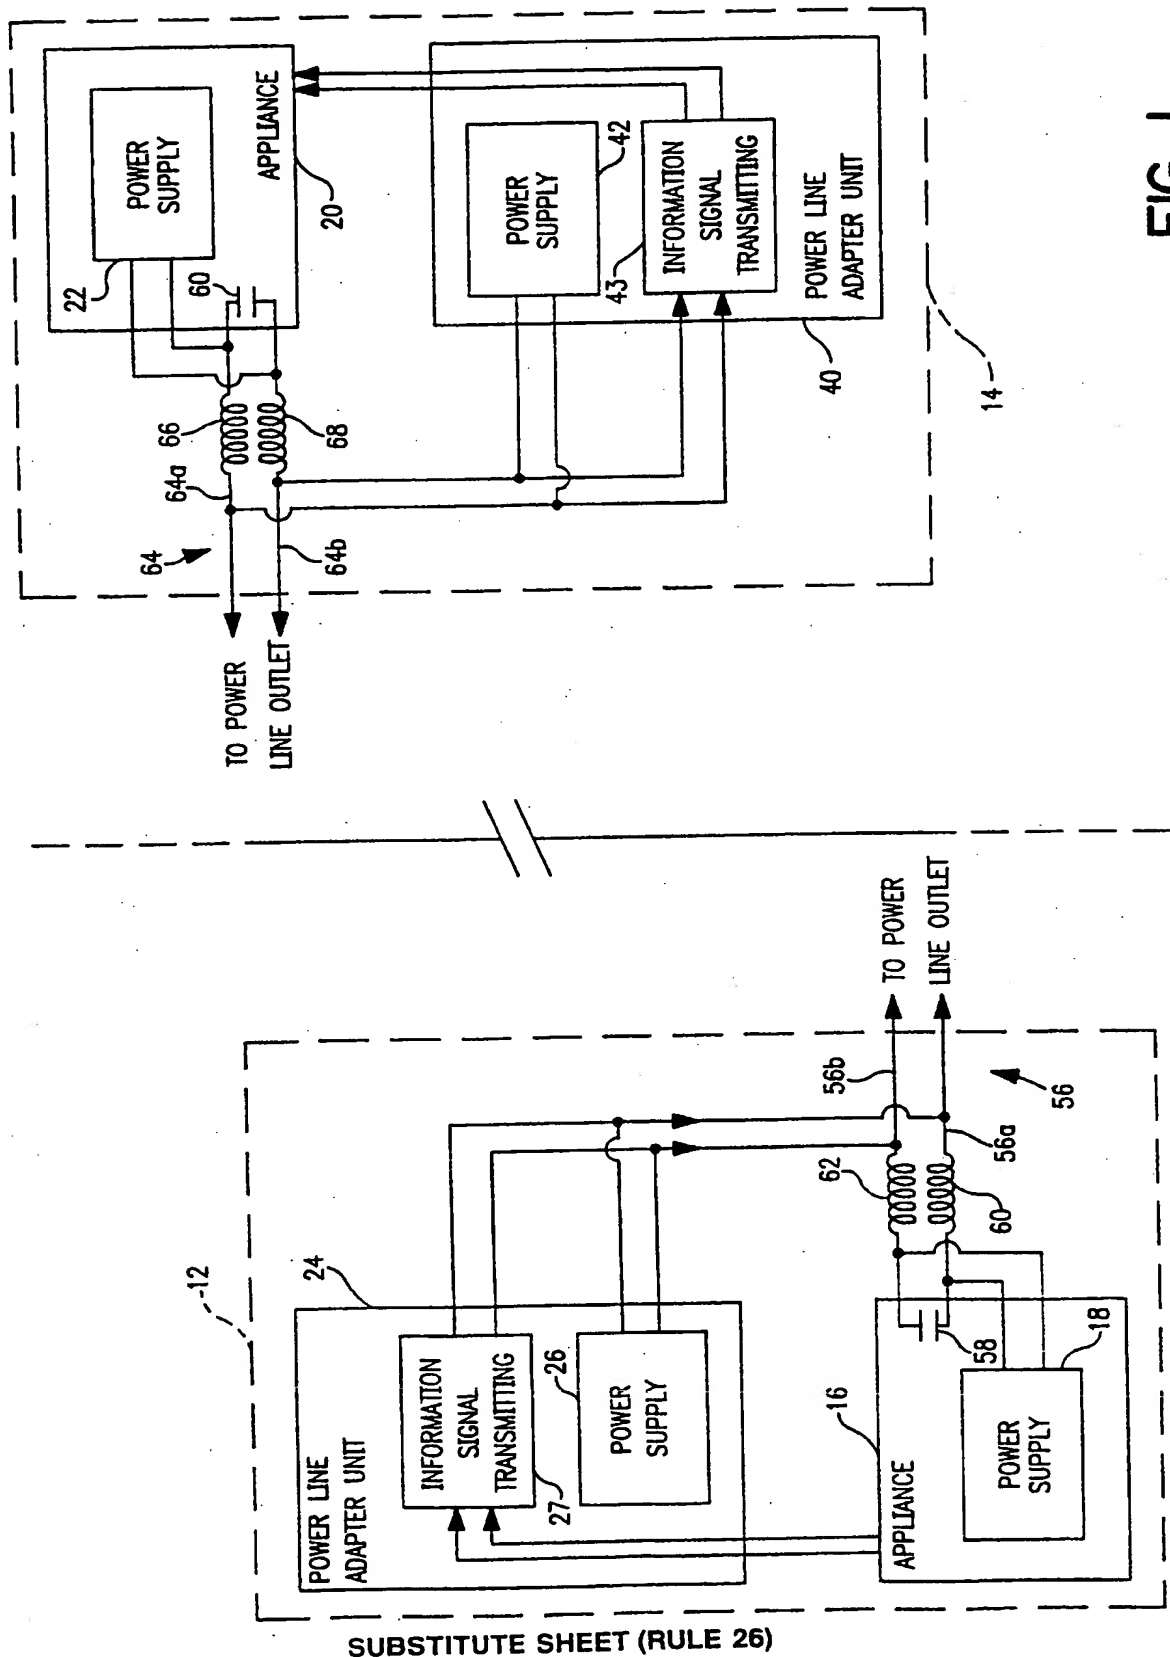 12
POWER LINE
ADAPTER UNIT
24
INFORMATION
SIGNAL
TRANSMITTING
27
26
POWER
SUPPLY
APPLIANCE
16
POWER
SUPPLY
18
58
60
62
56a
56b
56
TO POWER
LINE OUTLET
TO POWER
LINE OUTLET
64
64a
64b
66
68
60
22
POWER
SUPPLY
APPLIANCE
20
POWER
SUPPLY
42
43
INFORMATION
SIGNAL
TRANSMITTING
POWER LINE
ADAPTER UNIT
40
14
SUBSTITUTE SHEET (RULE 26)